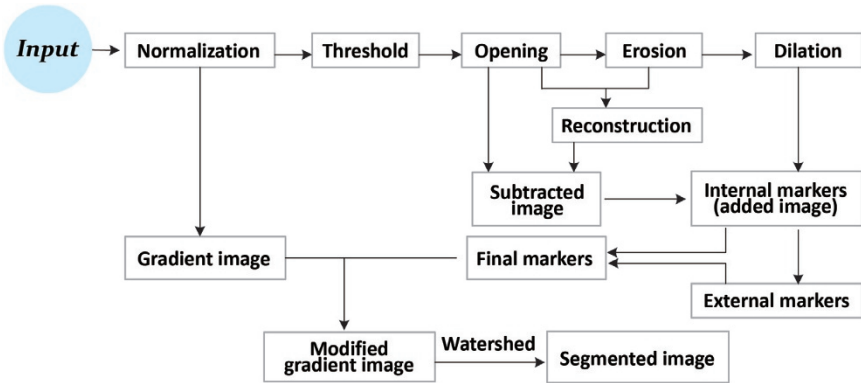 Input
Normalization
Threshold
Opening
Erosion
Dilation
Reconstruction
Subtracted
image
Internal markers
(added image)
Gradient image
Final markers
External markers
Modified
gradient image
Watershed
Segmented image